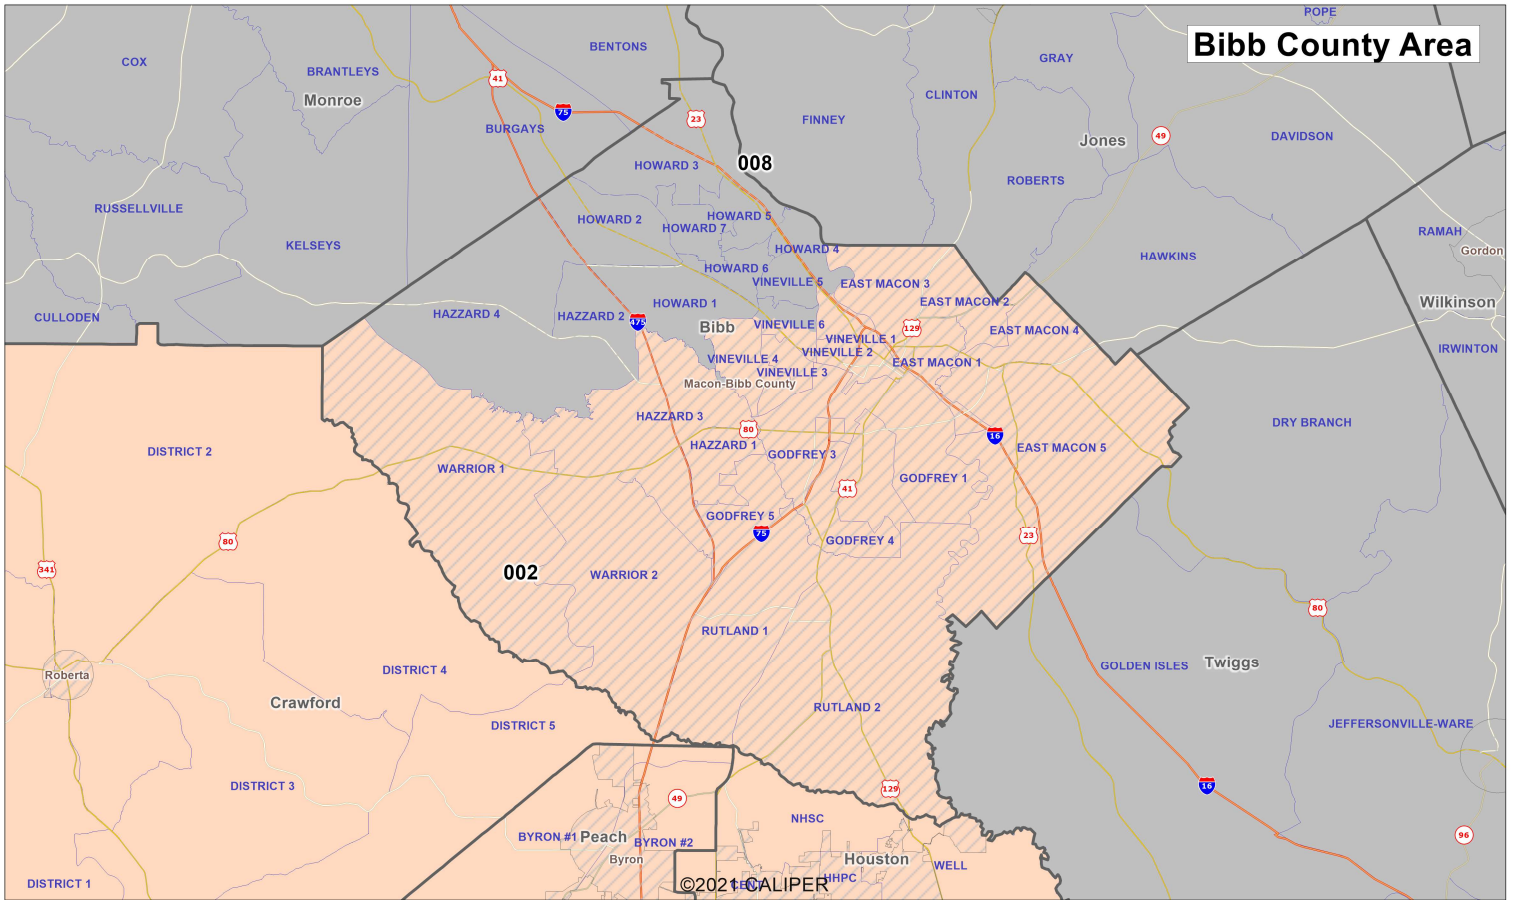 POPE
Bibb County Area
BENTONS
COX
GRAY
BRANTLEYS
41
Monroe
CLINTON
75
23
FINNEY
BURGAYS
49
DAVIDSON
Jones
008
HOWARD 3
ROBERTS
RUSSELLVILLE
HOWARD 5
HOWARD 2
HOWARD 7
RAMAH
KELSEYS
HOWARD 4
Gordon
HAWKINS
HOWARD 6
VINEVILLE 5
EAST MACON 3
HOWARD 1
EAST MACON 2
Wilkinson
HAZZARD 4
HAZZARD 2
CULLODEN
475
Bibb
VINEVILLE 6
129
EAST MACON 4
VINEVILLE 1
IRWINTON
VINEVILLE 2
VINEVILLE 4
EAST MACON 1
VINEVILLE 3
Macon-Bibb County
HAZZARD 3
DRY BRANCH
80
16
HAZZARD 1
EAST MACON 5
DISTRICT 2
GODFREY 3
WARRIOR 1
GODFREY 1
41
GODFREY 5
75
23
GODFREY 4
80
341
002
WARRIOR 2
80
RUTLAND 1
Twiggs
GOLDEN ISLES
DISTRICT 4
Roberta
Crawford
RUTLAND 2
DISTRICT 5
JEFFERSONVILLE-WARE
DISTRICT 3
16
129
49
NHSC
BYRON #1
Peach
BYRON #2
96
Byron
Houston
WELL
HHPC
DISTRICT 1
CENT
©2021 CALIPER